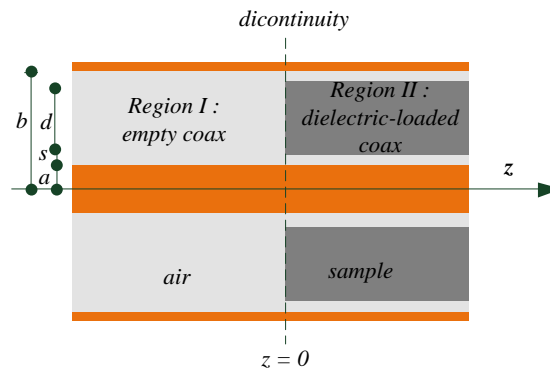 dicontinuity
Region I :
empty coax
Region II :
dielectric-loaded
coax
b
d
s
a
z
air
sample
z = 0